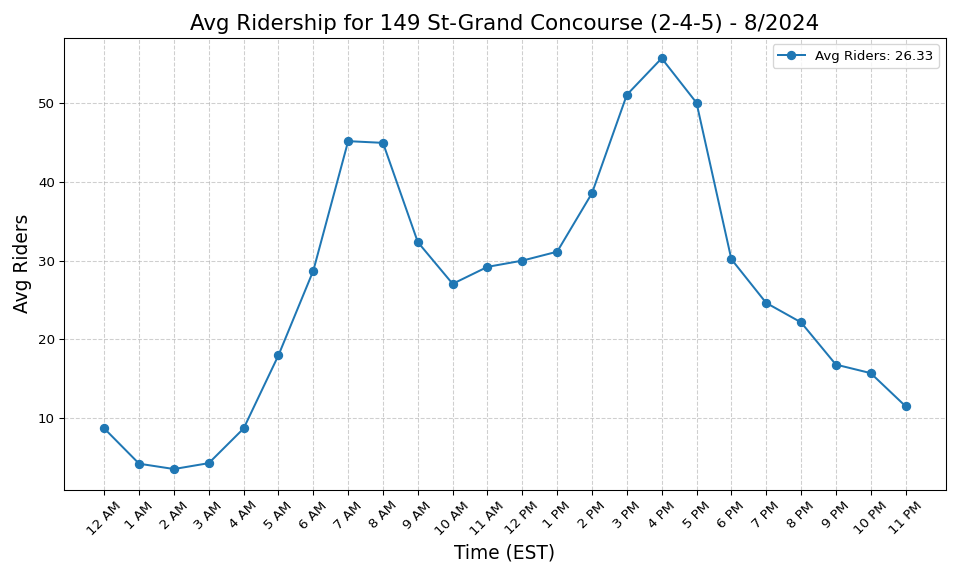 Avg Ridership for 149 St-Grand Concourse (2-4-5) - 8/2024
Avg Riders: 26.33
Avg Riders
50
40
30
20
10
12 AM
1 AM
2 AM
3 AM
4 AM
5 AM
6 AM
7 AM
8 AM
9 AM
10 AM
11 AM
12 PM
1 PM
2 PM
3 PM
4 PM
5 PM
6 PM
7 PM
8 PM
9 PM
10 PM
11 PM
Time (EST)